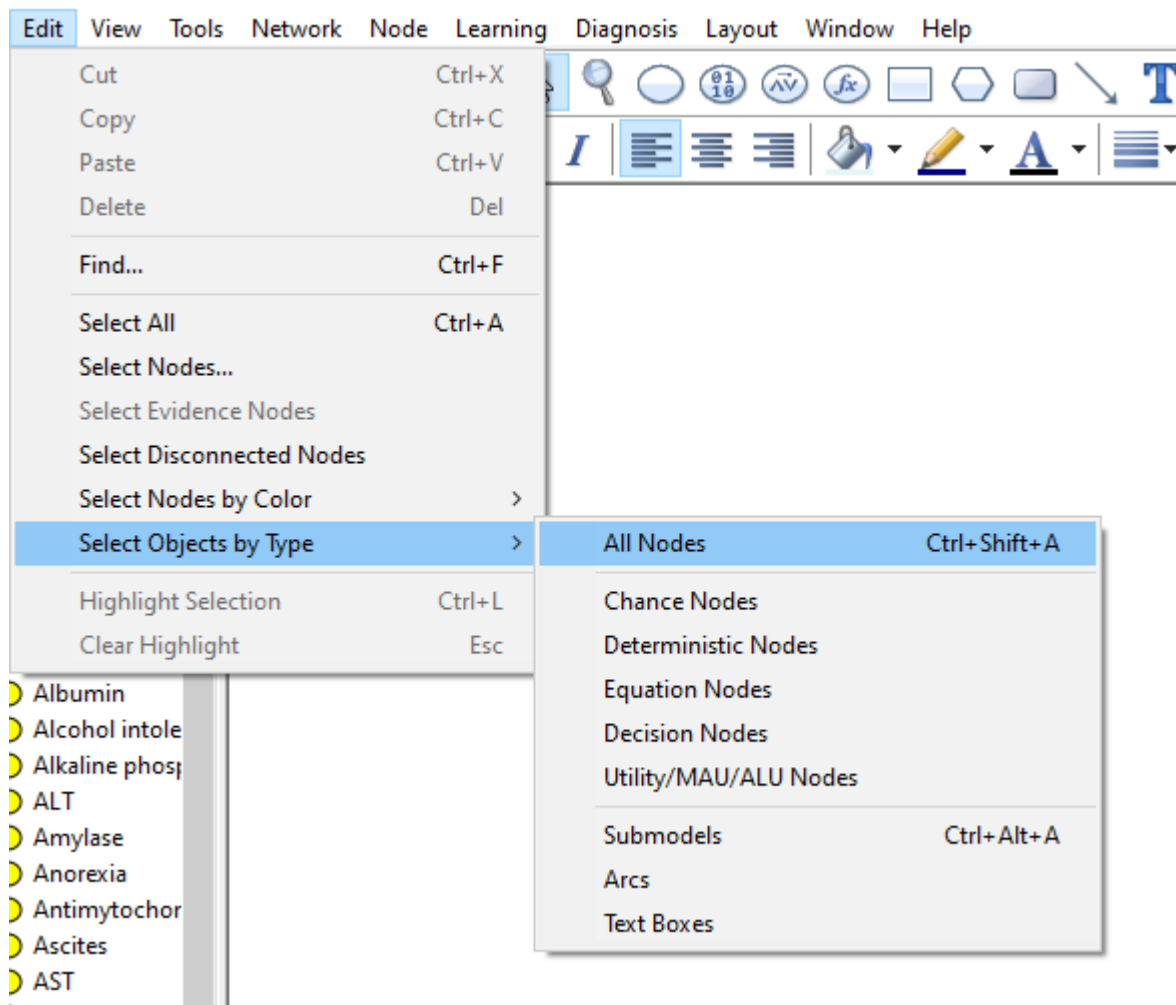 Edit View Tools Network Node Learning Diagnosis Layout Window Help
Cut Ctrl+X
Copy Ctrl+C
Paste Ctrl+V
Delete Del
Find... Ctrl+F
Select All Ctrl+A
Select Nodes...
Select Evidence Nodes
Select Disconnected Nodes
Select Nodes by Color
Select Objects by Type
Highlight Selection Ctrl+L
Clear Highlight Esc
All Nodes Ctrl+Shift+A
Chance Nodes
Deterministic Nodes
Equation Nodes
Decision Nodes
Utility/MAU/ALU Nodes
Submodels Ctrl+Alt+A
Arcs
Text Boxes
Albumin
Alcohol intole
Alkaline phosp
ALT
Amylase
Anorexia
Antimytochor
Ascites
AST
01
10
fx
T
I
A